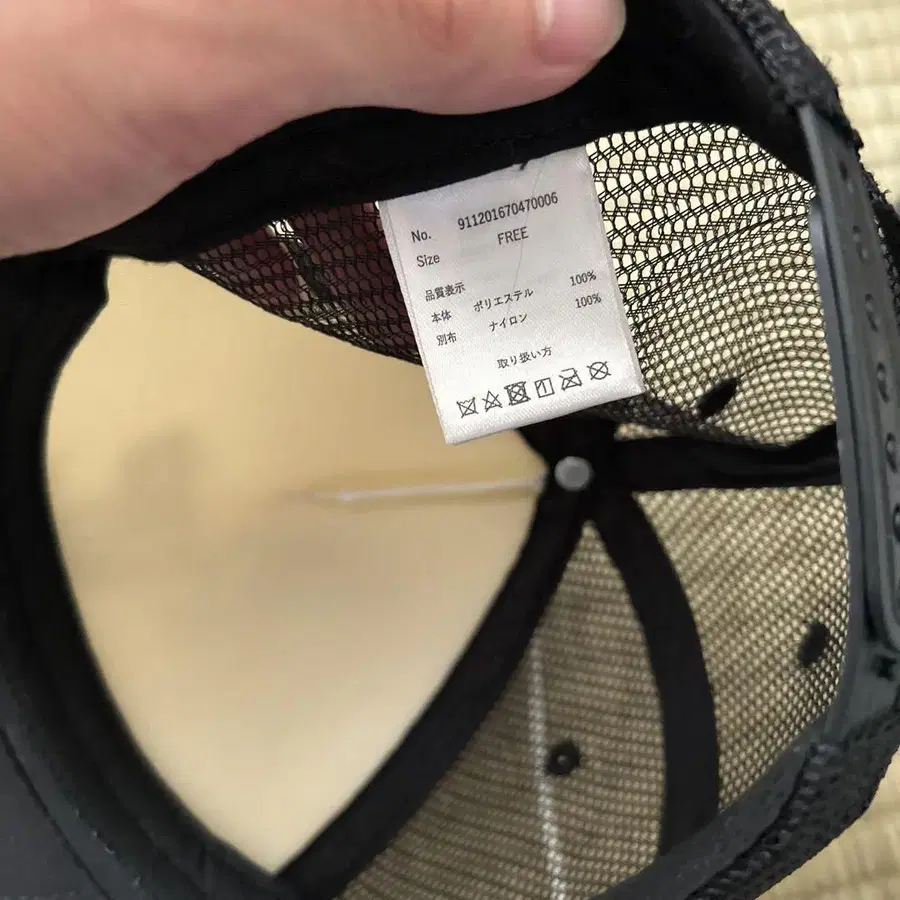 No. 911201670470006
Size FREE
品質表示
本体 ポリエステル 100%
別布 ナイロン 100%
取り扱い方